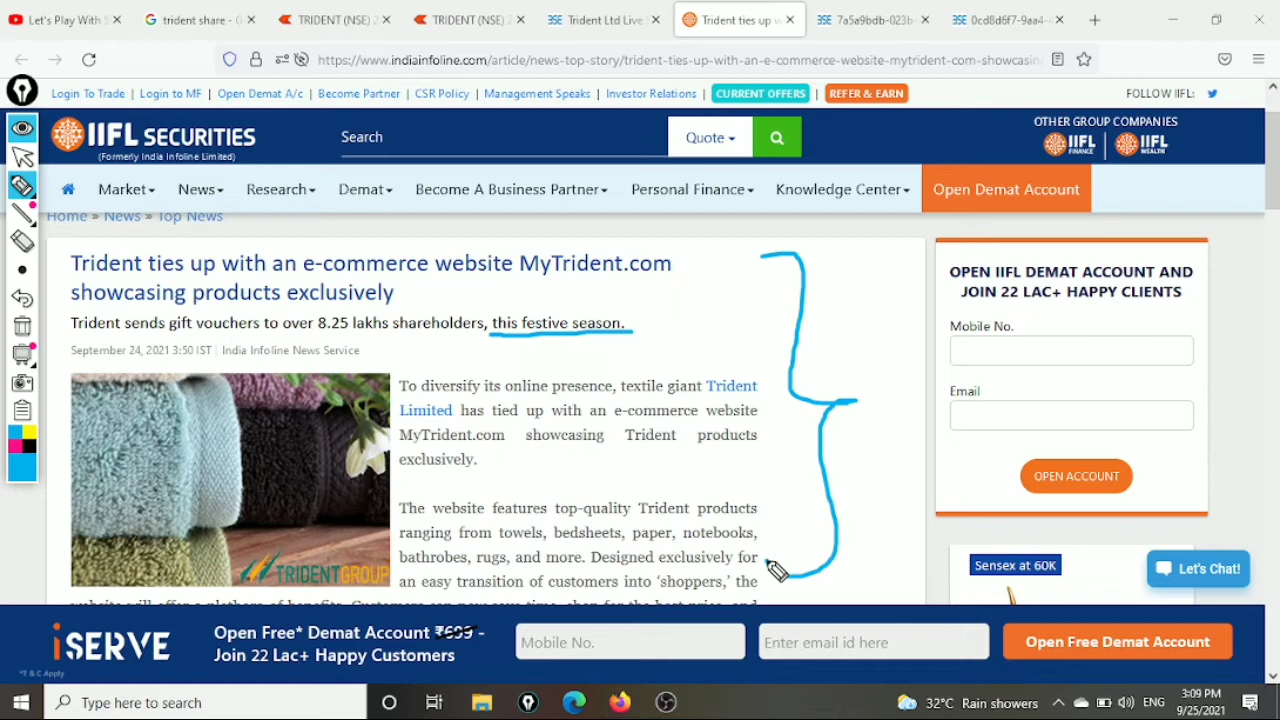 Let's Play With S
trident share - G
TRIDENT (NSE) 2
TRIDENT (NSE) 2
Trident Ltd Live
Trident ties up w
7a5a9bdb-023b-
0cd8d6f7-9aa4-4
https://www.indiainfoline.com/article/news-top-story/trident-ties-up-with-an-e-commerce-website-mytrident-com-showcasing
Login To Trade | Login to MF | Open Demat A/c | Become Partner | CSR Policy | Management Speaks | Investor Relations | CURRENT OFFERS | REFER & EARN
FOLLOW IIFL:
IIFL SECURITIES
(Formerly India Infoline Limited)
Search
Quote
OTHER GROUP COMPANIES
IIFL FINANCE
IIFL WEALTH
Market News Research Demat Become A Business Partner Personal Finance Knowledge Center Open Demat Account
Home » News » Top News
Trident ties up with an e-commerce website MyTrident.com
showcasing products exclusively
Trident sends gift vouchers to over 8.25 lakhs shareholders, this festive season.
September 24, 2021 3:50 IST | India Infoline News Service
To diversify its online presence, textile giant Trident
Limited has tied up with an e-commerce website
MyTrident.com showcasing Trident products
exclusively.
The website features top-quality Trident products
ranging from towels, bedsheets, paper, notebooks,
bathrobes, rugs, and more. Designed exclusively for
an easy transition of customers into ‘shoppers,’ the
TRIDENTGROUP
OPEN IIFL DEMAT ACCOUNT AND
JOIN 22 LAC+ HAPPY CLIENTS
Mobile No.
Email
OPEN ACCOUNT
Sensex at 60K
Let's Chat!
iSERVE
*T & C Apply
Open Free* Demat Account ₹699 -
Join 22 Lac+ Happy Customers
Mobile No.
Enter email id here
Open Free Demat Account
Type here to search
32°C Rain showers
ENG
3:09 PM
9/25/2021